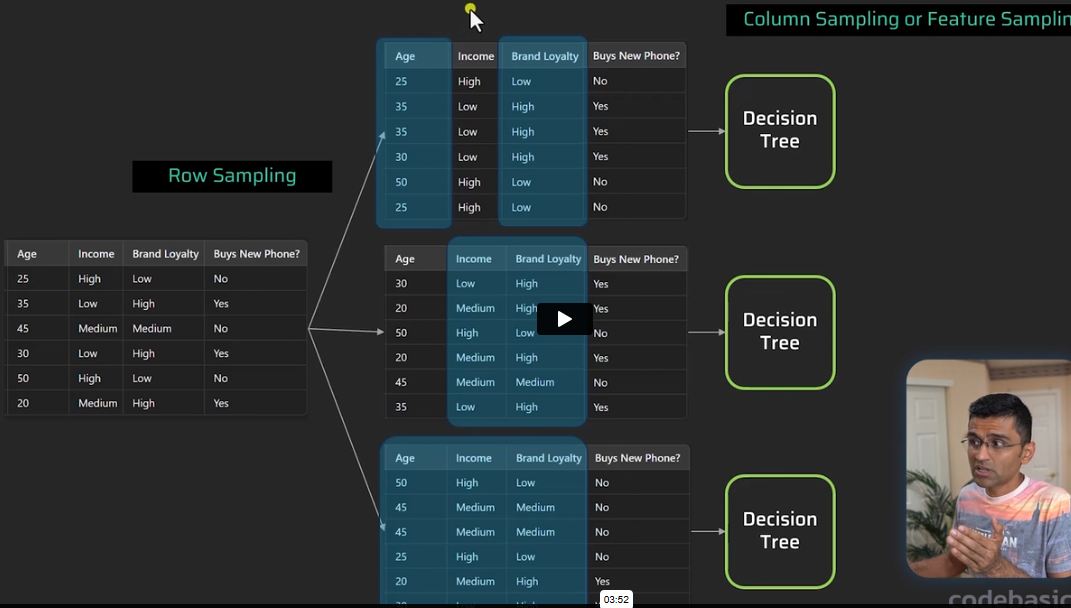 Column Sampling or Feature Samplin
Row Sampling
Age Income Brand Loyalty Buys New Phone?
25 High Low No
35 Low High Yes
45 Medium Medium No
30 Low High Yes
50 High Low No
20 Medium High Yes
Age Income Brand Loyalty Buys New Phone?
25 High Low No
35 Low High Yes
35 Low High Yes
30 Low High Yes
50 High Low No
25 High Low No
Decision
Tree
Age Income Brand Loyalty Buys New Phone?
30 Low High Yes
20 Medium High Yes
50 High Low No
20 Medium High Yes
45 Medium Medium No
35 Low High Yes
Decision
Tree
Age Income Brand Loyalty Buys New Phone?
50 High Low No
45 Medium Medium No
45 Medium Medium No
25 High Low No
20 Medium High Yes
Decision
Tree
03:52
codebasic